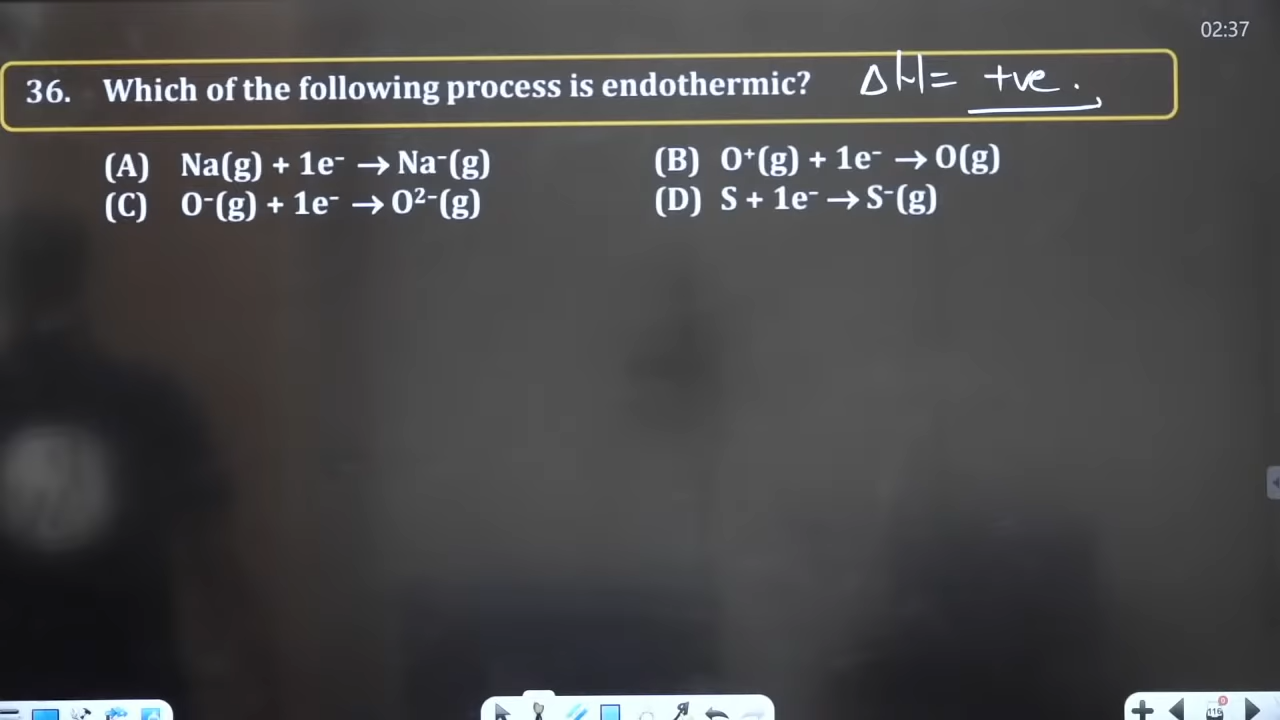 02:37
36. Which of the following process is endothermic? ΔH= +ve.
(A) Na(g) + 1e⁻ → Na⁻(g) (B) O⁺(g) + 1e⁻ → O(g)
(C) O⁻(g) + 1e⁻ → O²⁻(g) (D) S + 1e⁻ → S⁻(g)